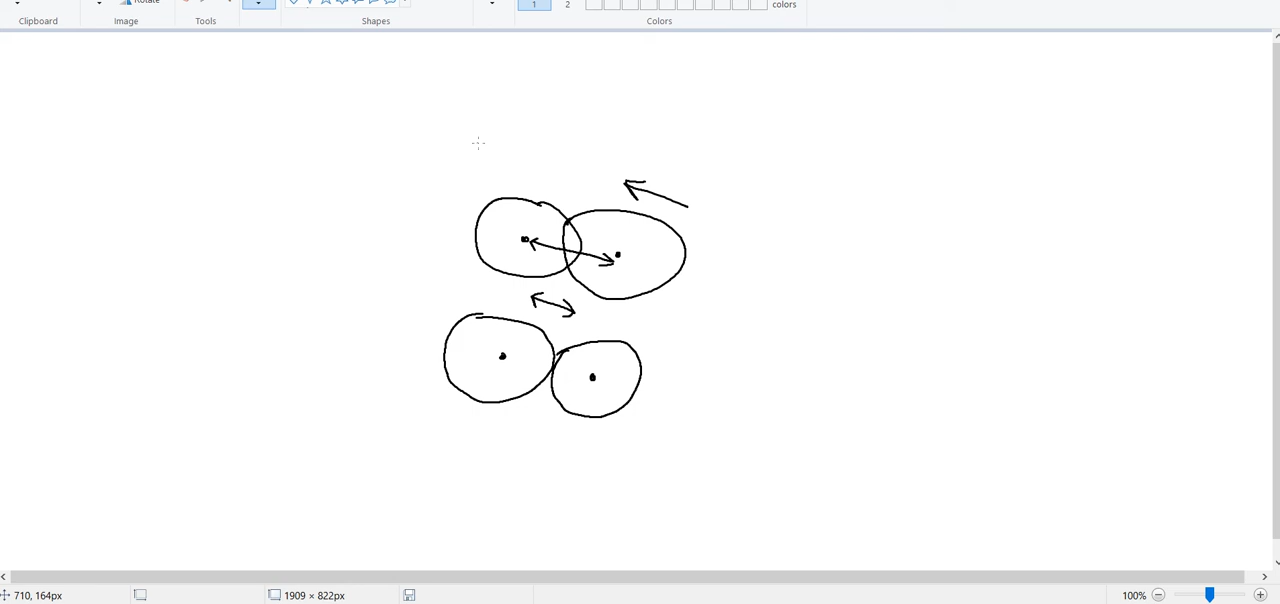 Rotate
1 2 colors
Clipboard Image Tools Shapes Colors
710, 164px 1909 × 822px 100%